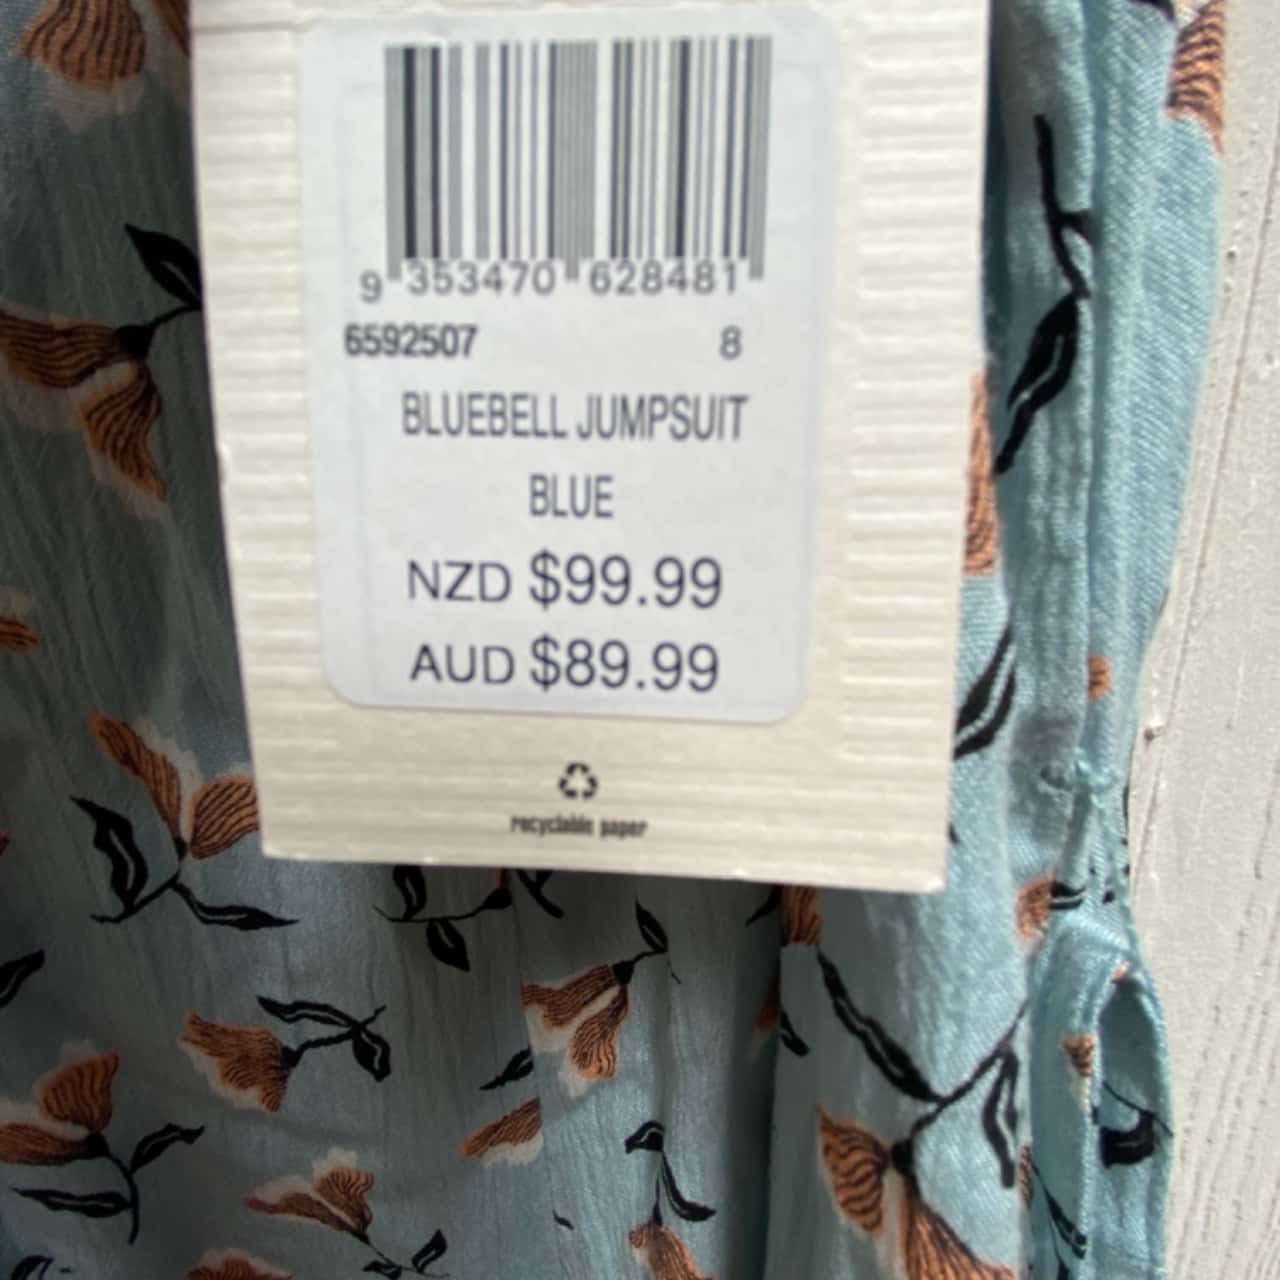 9 353470 628481
6592507 8
BLUEBELL JUMPSUIT
BLUE
NZD $99.99
AUD $89.99
recyclable paper